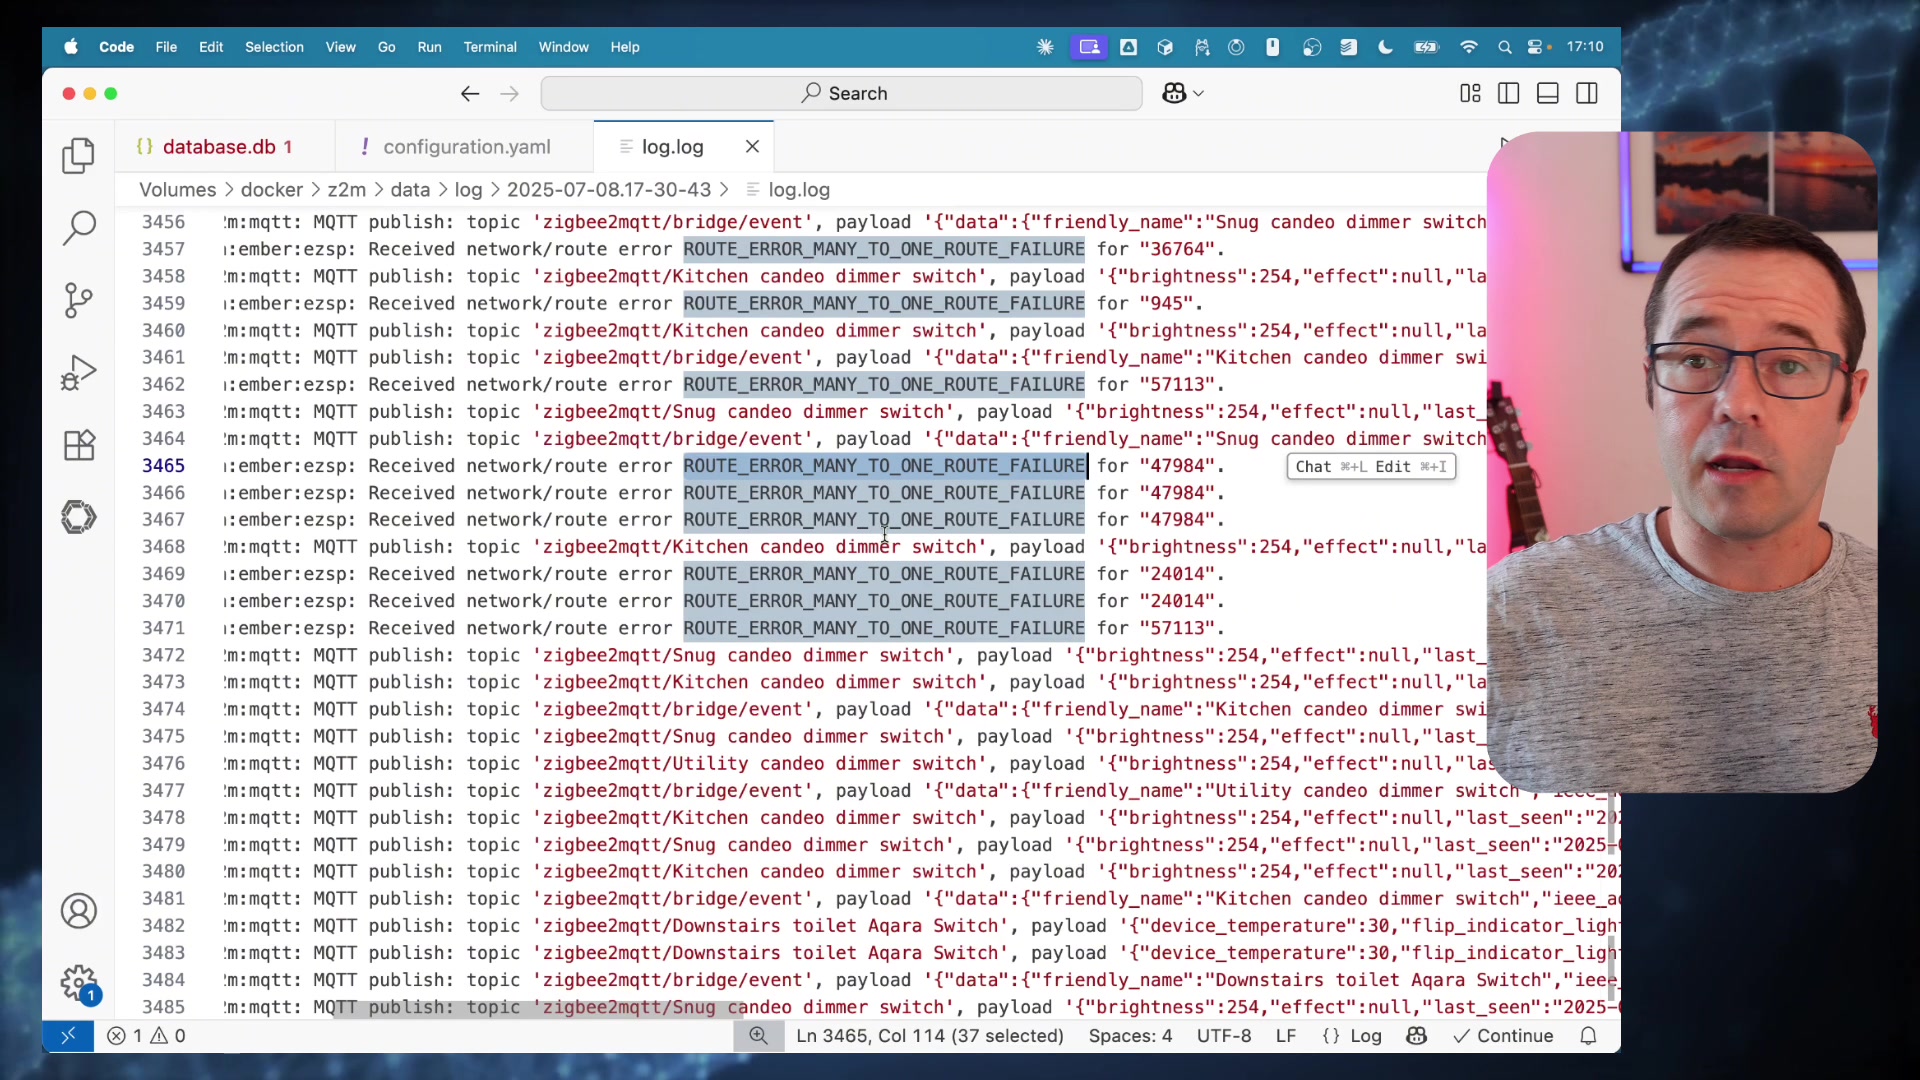 Code File Edit Selection View Go Run Terminal Window Help 17:10
Search
{} database.db 1 ! configuration.yaml log.log
Volumes > docker > z2m > data > log > 2025-07-08.17-30-43 > log.log
3456 m:mqtt: MQTT publish: topic 'zigbee2mqtt/bridge/event', payload '{"data":{"friendly_name":"Snug candeo dimmer switch
3457 :ember:ezsp: Received network/route error ROUTE_ERROR_MANY_TO_ONE_ROUTE_FAILURE for "36764".
3458 m:mqtt: MQTT publish: topic 'zigbee2mqtt/Kitchen candeo dimmer switch', payload '{"brightness":254,"effect":null,"las
3459 :ember:ezsp: Received network/route error ROUTE_ERROR_MANY_TO_ONE_ROUTE_FAILURE for "945".
3460 m:mqtt: MQTT publish: topic 'zigbee2mqtt/Kitchen candeo dimmer switch', payload '{"brightness":254,"effect":null,"la
3461 m:mqtt: MQTT publish: topic 'zigbee2mqtt/bridge/event', payload '{"data":{"friendly_name":"Kitchen candeo dimmer swi
3462 :ember:ezsp: Received network/route error ROUTE_ERROR_MANY_TO_ONE_ROUTE_FAILURE for "57113".
3463 m:mqtt: MQTT publish: topic 'zigbee2mqtt/Snug candeo dimmer switch', payload '{"brightness":254,"effect":null,"last_
3464 m:mqtt: MQTT publish: topic 'zigbee2mqtt/bridge/event', payload '{"data":{"friendly_name":"Snug candeo dimmer switch
3465 :ember:ezsp: Received network/route error ROUTE_ERROR_MANY_TO_ONE_ROUTE_FAILURE for "47984". Chat ⌘+L Edit ⌘+I
3466 :ember:ezsp: Received network/route error ROUTE_ERROR_MANY_TO_ONE_ROUTE_FAILURE for "47984".
3467 :ember:ezsp: Received network/route error ROUTE_ERROR_MANY_TO_ONE_ROUTE_FAILURE for "47984".
3468 m:mqtt: MQTT publish: topic 'zigbee2mqtt/Kitchen candeo dimmer switch', payload '{"brightness":254,"effect":null,"la
3469 :ember:ezsp: Received network/route error ROUTE_ERROR_MANY_TO_ONE_ROUTE_FAILURE for "24014".
3470 :ember:ezsp: Received network/route error ROUTE_ERROR_MANY_TO_ONE_ROUTE_FAILURE for "24014".
3471 :ember:ezsp: Received network/route error ROUTE_ERROR_MANY_TO_ONE_ROUTE_FAILURE for "57113".
3472 m:mqtt: MQTT publish: topic 'zigbee2mqtt/Snug candeo dimmer switch', payload '{"brightness":254,"effect":null,"last_
3473 m:mqtt: MQTT publish: topic 'zigbee2mqtt/Kitchen candeo dimmer switch', payload '{"brightness":254,"effect":null,"la
3474 m:mqtt: MQTT publish: topic 'zigbee2mqtt/bridge/event', payload '{"data":{"friendly_name":"Kitchen candeo dimmer swi
3475 m:mqtt: MQTT publish: topic 'zigbee2mqtt/Snug candeo dimmer switch', payload '{"brightness":254,"effect":null,"last_
3476 m:mqtt: MQTT publish: topic 'zigbee2mqtt/Utility candeo dimmer switch', payload '{"brightness":254,"effect":null,"la
3477 m:mqtt: MQTT publish: topic 'zigbee2mqtt/bridge/event', payload '{"data":{"friendly_name":"Utility candeo dimmer switch","ieee_
3478 m:mqtt: MQTT publish: topic 'zigbee2mqtt/Kitchen candeo dimmer switch', payload '{"brightness":254,"effect":null,"last_seen":"202
3479 m:mqtt: MQTT publish: topic 'zigbee2mqtt/Snug candeo dimmer switch', payload '{"brightness":254,"effect":null,"last_seen":"2025-
3480 m:mqtt: MQTT publish: topic 'zigbee2mqtt/Kitchen candeo dimmer switch', payload '{"brightness":254,"effect":null,"last_seen":"202
3481 m:mqtt: MQTT publish: topic 'zigbee2mqtt/bridge/event', payload '{"data":{"friendly_name":"Kitchen candeo dimmer switch","ieee_ad
3482 m:mqtt: MQTT publish: topic 'zigbee2mqtt/Downstairs toilet Aqara Switch', payload '{"device_temperature":30,"flip_indicator_light
3483 m:mqtt: MQTT publish: topic 'zigbee2mqtt/Downstairs toilet Aqara Switch', payload '{"device_temperature":30,"flip_indicator_light
3484 m:mqtt: MQTT publish: topic 'zigbee2mqtt/bridge/event', payload '{"data":{"friendly_name":"Downstairs toilet Aqara Switch","ieee_
3485 m:mqtt: MQTT publish: topic 'zigbee2mqtt/Snug candeo dimmer switch', payload '{"brightness":254,"effect":null,"last_seen":"2025-0
1
1 0 Ln 3465, Col 114 (37 selected) Spaces: 4 UTF-8 LF {} Log Continue